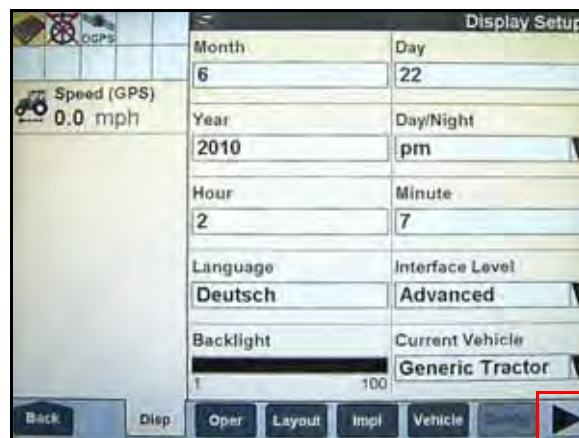 DGPS
Display Setup
Speed (GPS)
0.0 mph
Month
Day
6
22
Year
Day/Night
2010
pm
Hour
Minute
2
7
Language
Interface Level
Deutsch
Advanced
Backlight
Current Vehicle
Generic Tractor
1
100
Back
Disp
Oper
Layout
Impl
Vehicle